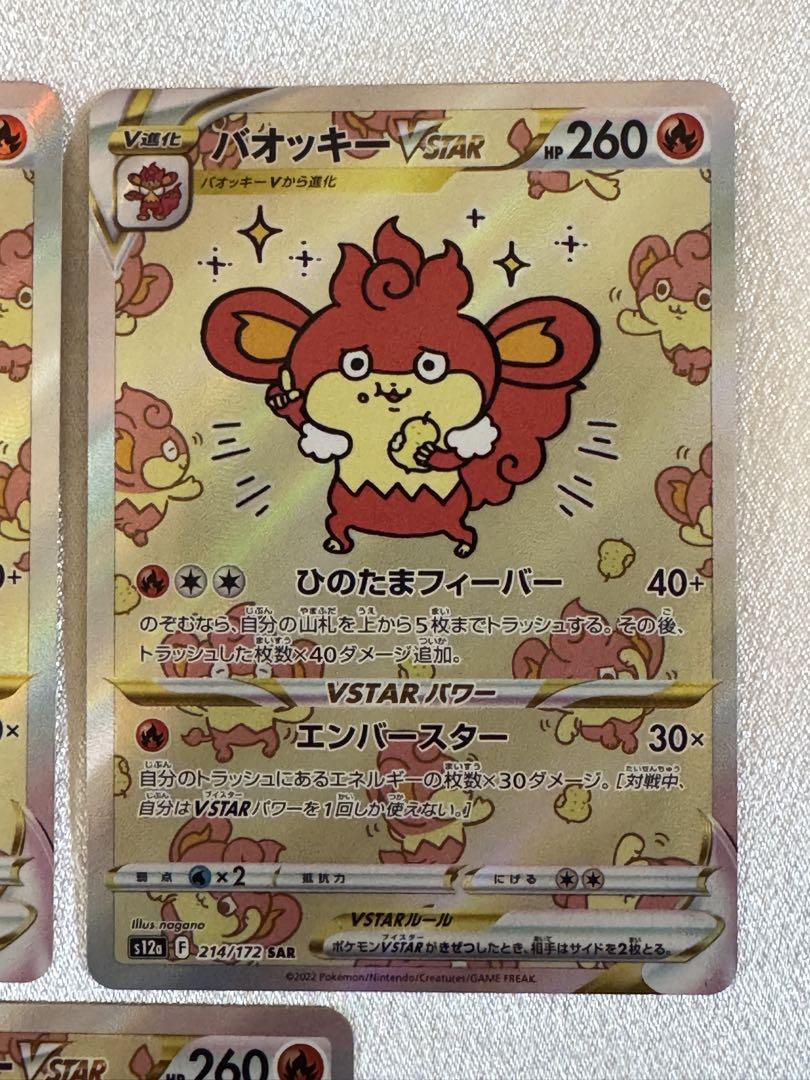 V進化 バオッキーVSTAR HP260
バオッキーVから進化
ひのたまフィーバー 40+
のぞむなら、自分の山札を上から5枚までトラッシュする。その後、
トラッシュした枚数×40ダメージ追加。
VSTARパワー
エンバースター 30×
自分のトラッシュにあるエネルギーの枚数×30ダメージ。[対戦中、
自分はVSTARパワーを1回しか使えない。]
弱点 ×2 抵抗力 にげる
Illus. nagano
VSTARルール
s12a F 214/172 SAR
ポケモンVSTARがきぜつしたとき、相手はサイドを2枚とる。
©2022 Pokémon/Nintendo/Creatures/GAME FREAK.
+
×
ーVSTAR HP260